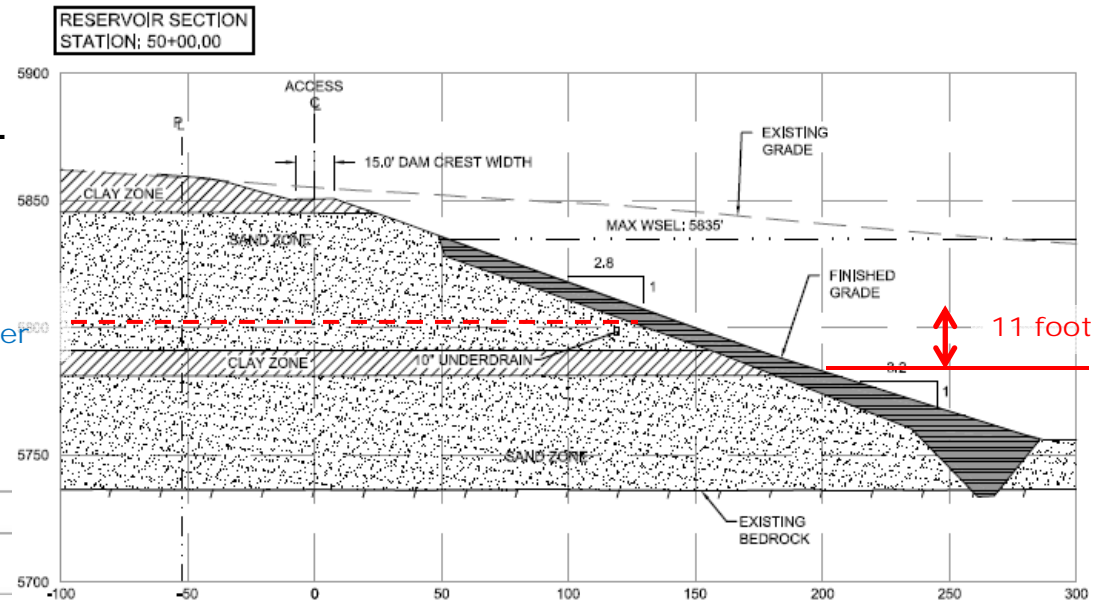 RESERVOIR SECTION
STATION: 50+00.00
5900
ACCESS
℄
PL
EXISTING
GRADE
15.0' DAM CREST WIDTH
CLAY ZONE
5850
MAX WSEL: 5835'
SAND ZONE
2.8
1
FINISHED
GRADE
er
5800
11 foot
CLAY ZONE
10" UNDERDRAIN
3.2
1
5750
SAND ZONE
EXISTING
BEDROCK
5700
-100
-50
0
50
100
150
200
250
300